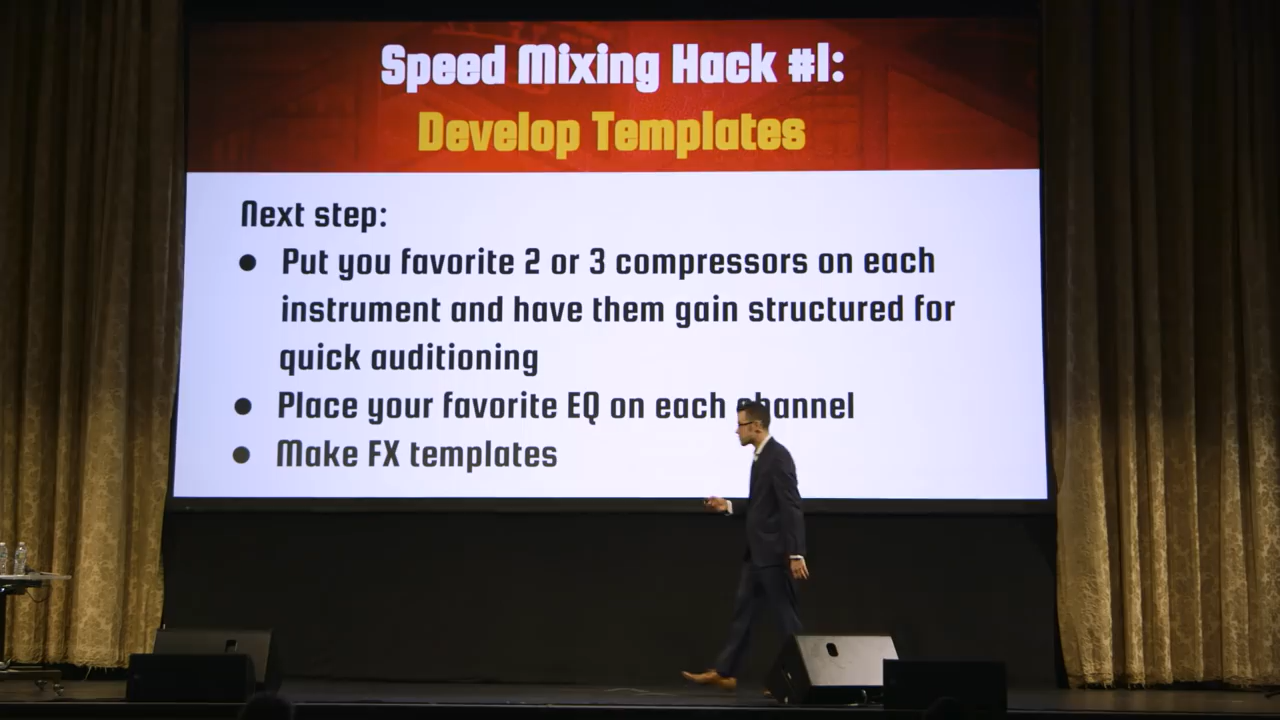 Speed Mixing Hack #1:
Develop Templates
Next step:
● Put you favorite 2 or 3 compressors on each
instrument and have them gain structured for
quick auditioning
● Place your favorite EQ on each channel
● Make FX templates